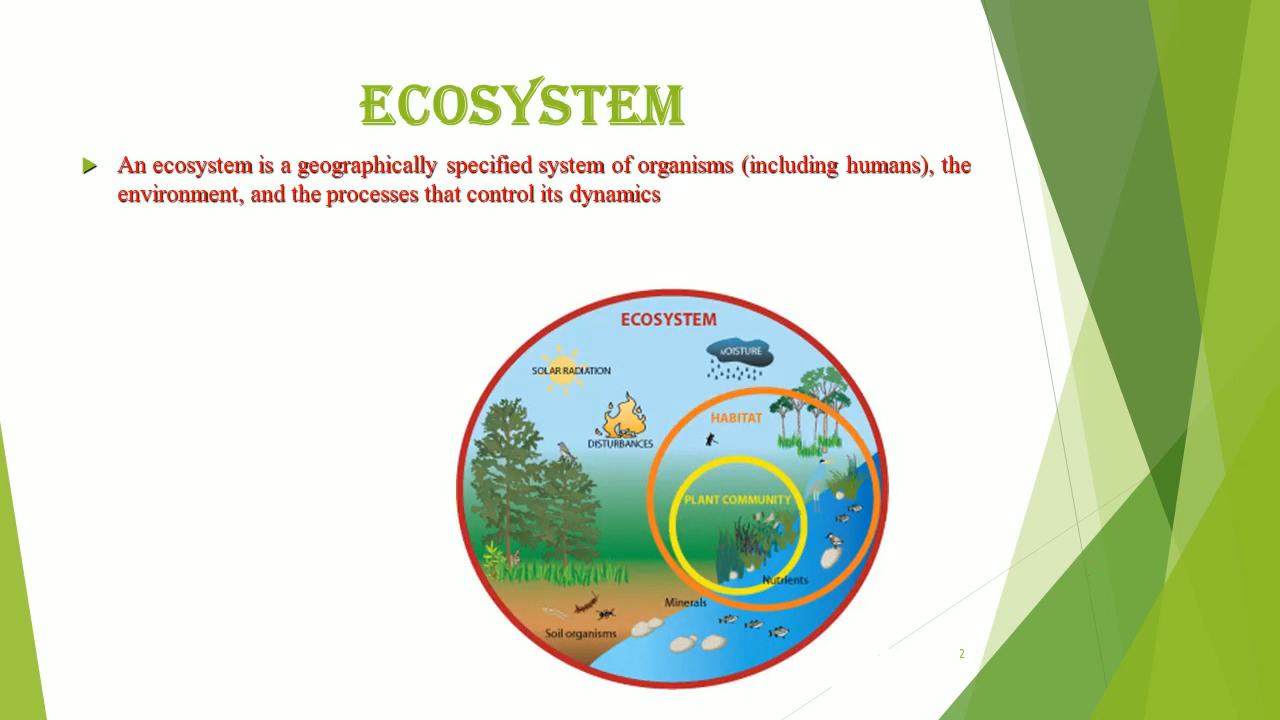 ECOSYSTEM
An ecosystem is a geographically specified system of organisms (including humans), the
environment, and the processes that control its dynamics
ECOSYSTEM
MOISTURE
SOLAR RADIATION
HABITAT
DISTURBANCES
PLANT COMMUNITY
Nutrients
Minerals
Soil organisms
2